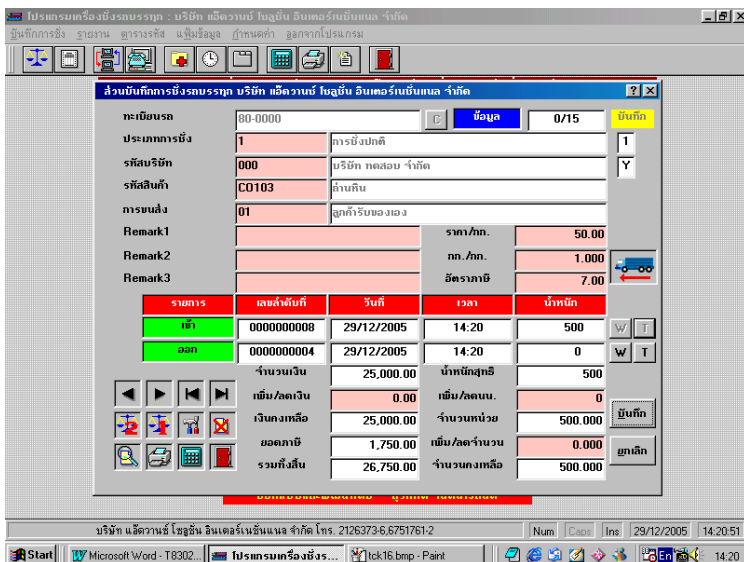 โปรแกรมเครื่องชั่งรถบรรทุก : บริษัท แอ๊ดวานซ์ โซลูชั่น อินเตอร์เนชั่นแนล จำกัด
บันทึกการชั่ง รายงาน ตารางรหัส แฟ้มข้อมูล กำหนดค่า ออกจากโปรแกรม
ส่วนบันทึกการชั่งรถบรรทุก บริษัท แอ๊ดวานซ์ โซลูชั่น อินเตอร์เนชั่นแนล จำกัด
ทะเบียนรถ 80-0000 C ข้อมูล 0/15 บันทึก
ประเภทการชั่ง 1 การชั่งปกติ 1
รหัสบริษัท 000 บริษัท ทดสอบ จำกัด Y
รหัสสินค้า CO103 ถ่านหิน
การขนส่ง 01 ลูกค้ารับของเอง
Remark1 ราคา/กก. 50.00
Remark2 กก./กก. 1.000
Remark3 อัตราภาษี 7.00
รายการ เลขลำดับที่ วันที่ เวลา น้ำหนัก
เข้า 0000000008 29/12/2005 14:20 500 W T
ออก 0000000004 29/12/2005 14:20 0 W T
จำนวนเงิน 25,000.00 น้ำหนักสุทธิ 500
เพิ่ม/ลดเงิน 0.00 เพิ่ม/ลดนน. 0
เงินคงเหลือ 25,000.00 จำนวนหน่วย 500.000 บันทึก
ยอดภาษี 1,750.00 เพิ่ม/ลดจำนวน 0.000
รวมทั้งสิ้น 26,750.00 จำนวนคงเหลือ 500.000 ยกเลิก
บริษัท แอ๊ดวานซ์ โซลูชั่น อินเตอร์เนชั่นแนล จำกัด โทร. 2126373-6,6751761-2 Num Caps Ins 29/12/2005 14:20:51
Start Microsoft Word - T8302... โปรแกรมเครื่องชั่งร... tck16.bmp - Paint En 14:20